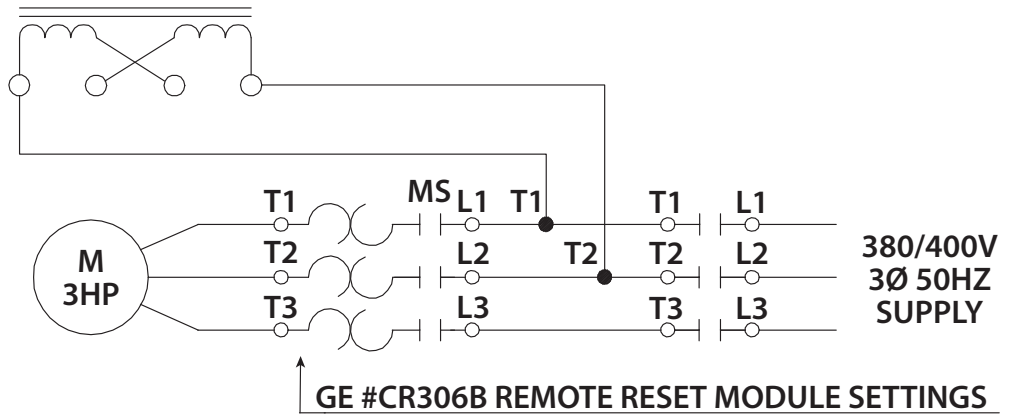 MS
T1 L1 T1 T1 L1
T2 L2 T2 T2 L2
T3 L3 T3 L3
M
3HP
380/400V
3Ø 50HZ
SUPPLY
GE #CR306B REMOTE RESET MODULE SETTINGS